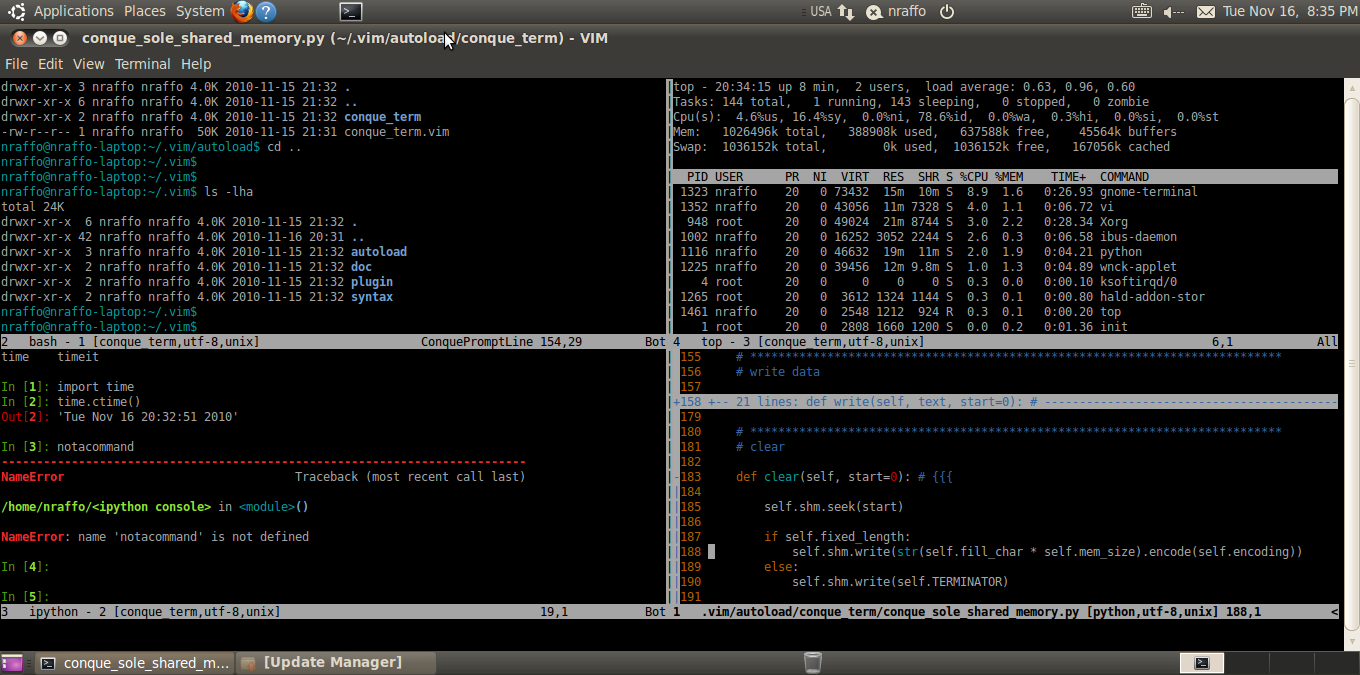 Applications Places System USA nraffo Tue Nov 16, 8:35 PM
conque_sole_shared_memory.py (~/.vim/autoload/conque_term) - VIM
File Edit View Terminal Help
drwxr-xr-x 3 nraffo nraffo 4.0K 2010-11-15 21:32 .
drwxr-xr-x 6 nraffo nraffo 4.0K 2010-11-15 21:32 ..
drwxr-xr-x 2 nraffo nraffo 4.0K 2010-11-15 21:32 conque_term
-rw-r--r-- 1 nraffo nraffo  50K 2010-11-15 21:31 conque_term.vim
nraffo@nraffo-laptop:~/.vim/autoload$ cd ..
nraffo@nraffo-laptop:~/.vim$
nraffo@nraffo-laptop:~/.vim$
nraffo@nraffo-laptop:~/.vim$ ls -lha
total 24K
drwxr-xr-x  6 nraffo nraffo 4.0K 2010-11-15 21:32 .
drwxr-xr-x 42 nraffo nraffo 4.0K 2010-11-16 20:31 ..
drwxr-xr-x  3 nraffo nraffo 4.0K 2010-11-15 21:32 autoload
drwxr-xr-x  2 nraffo nraffo 4.0K 2010-11-15 21:32 doc
drwxr-xr-x  2 nraffo nraffo 4.0K 2010-11-15 21:32 plugin
drwxr-xr-x  2 nraffo nraffo 4.0K 2010-11-15 21:32 syntax
nraffo@nraffo-laptop:~/.vim$
nraffo@nraffo-laptop:~/.vim$
2   bash - 1 [conque_term,utf-8,unix] ConquePromptLine 154,29 Bot
top - 20:34:15 up 8 min,  2 users,  load average: 0.63, 0.96, 0.60
Tasks: 144 total,   1 running, 143 sleeping,   0 stopped,   0 zombie
Cpu(s):  4.6%us, 16.4%sy,  0.0%ni, 78.6%id,  0.0%wa,  0.3%hi,  0.0%si,  0.0%st
Mem:   1026496k total,   388908k used,   637588k free,    45564k buffers
Swap:  1036152k total,        0k used,  1036152k free,   167056k cached
PID USER      PR  NI  VIRT  RES  SHR S %CPU %MEM    TIME+  COMMAND
1323 nraffo    20   0 73432  15m  10m S  8.9  1.6   0:26.93 gnome-terminal
1352 nraffo    20   0 43056  11m 7328 S  4.0  1.1   0:06.72 vi
948 root      20   0 49024  21m 8744 S  3.0  2.2   0:28.34 Xorg
1002 nraffo    20   0 16252 3052 2244 S  2.6  0.3   0:06.58 ibus-daemon
1116 nraffo    20   0 46632  19m  11m S  2.0  1.9   0:04.21 python
1225 nraffo    20   0 39456  12m 9.8m S  1.0  1.3   0:04.89 wnck-applet
4 root      20   0     0    0    0 S  0.3  0.0   0:00.10 ksoftirqd/0
1265 root      20   0  3612 1324 1144 S  0.3  0.1   0:00.80 hald-addon-stor
1461 nraffo    20   0  2548 1212  924 R  0.3  0.1   0:00.20 top
1 root      20   0  2808 1660 1200 S  0.0  0.2   0:01.36 init
4   top - 3 [conque_term,utf-8,unix] 6,1 All
time    timeit
In [1]: import time
In [2]: time.ctime()
Out[2]: 'Tue Nov 16 20:32:51 2010'
In [3]: notacommand
---------------------------------------------------------------------------
NameError                                 Traceback (most recent call last)
/home/nraffo/<ipython console> in <module>()
NameError: name 'notacommand' is not defined
In [4]:
In [5]:
3   ipython - 2 [conque_term,utf-8,unix] 19,1 Bot
155     # ****************************************************************************
156     # write data
157
+158 +-- 21 lines: def write(self, text, start=0): # ------------------------------------------
179
180     # ****************************************************************************
181     # clear
182
-183     def clear(self, start=0): # {{{
184
185         self.shm.seek(start)
186
187         if self.fixed_length:
188             self.shm.write(str(self.fill_char * self.mem_size).encode(self.encoding))
189         else:
190             self.shm.write(self.TERMINATOR)
191
1   .vim/autoload/conque_term/conque_sole_shared_memory.py [python,utf-8,unix] 188,1 <
conque_sole_shared_m... [Update Manager]